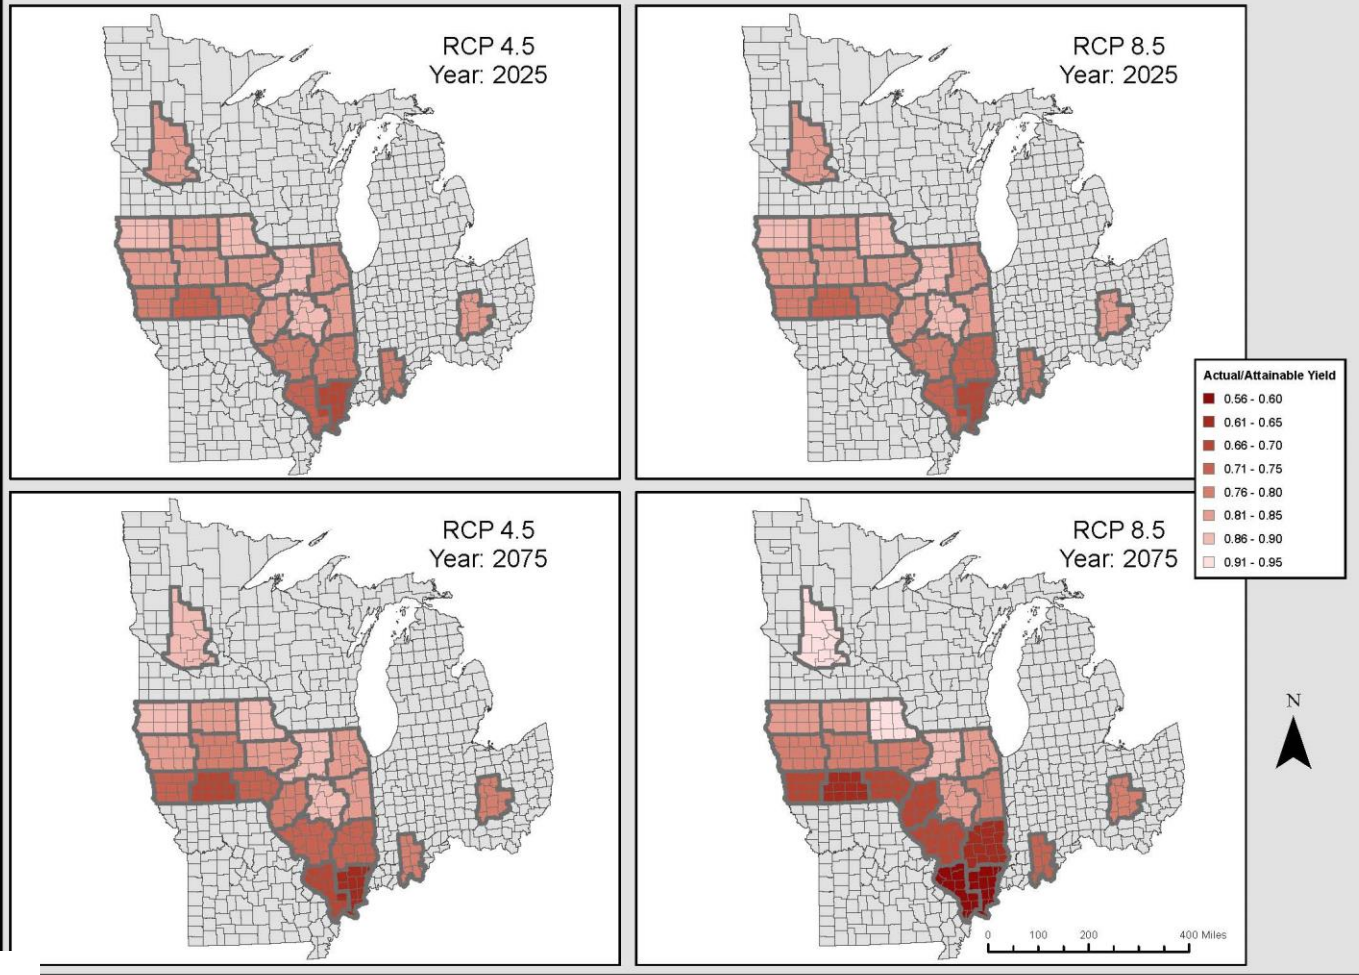 RCP 4.5
Year: 2025
RCP 8.5
Year: 2025
Actual/Attainable Yield
0.56 - 0.60
0.61 - 0.65
0.66 - 0.70
0.71 - 0.75
0.76 - 0.80
0.81 - 0.85
0.86 - 0.90
0.91 - 0.95
RCP 4.5
Year: 2075
RCP 8.5
Year: 2075
N
0 100 200 400 Miles